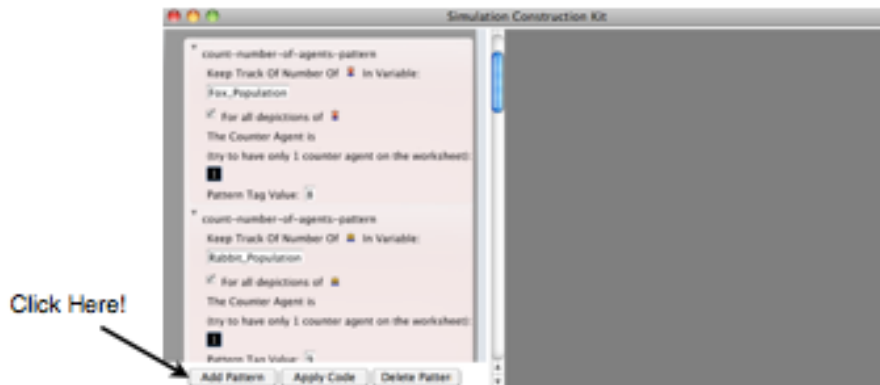 Simulation Construction Kit
count-number-of-agents-pattern
Keep Track Of Number Of In Variable:
Fox_Population
For all depictions of
The Counter Agent is
(try to have only 1 counter agent on the worksheet):
Pattern Tag Value:
count-number-of-agents-pattern
Keep Track Of Number Of In Variable:
Rabbit_Population
For all depictions of
The Counter Agent is
(try to have only 1 counter agent on the worksheet):
Pattern Tag Value:
Click Here!
Add Pattern Apply Code Delete Patter